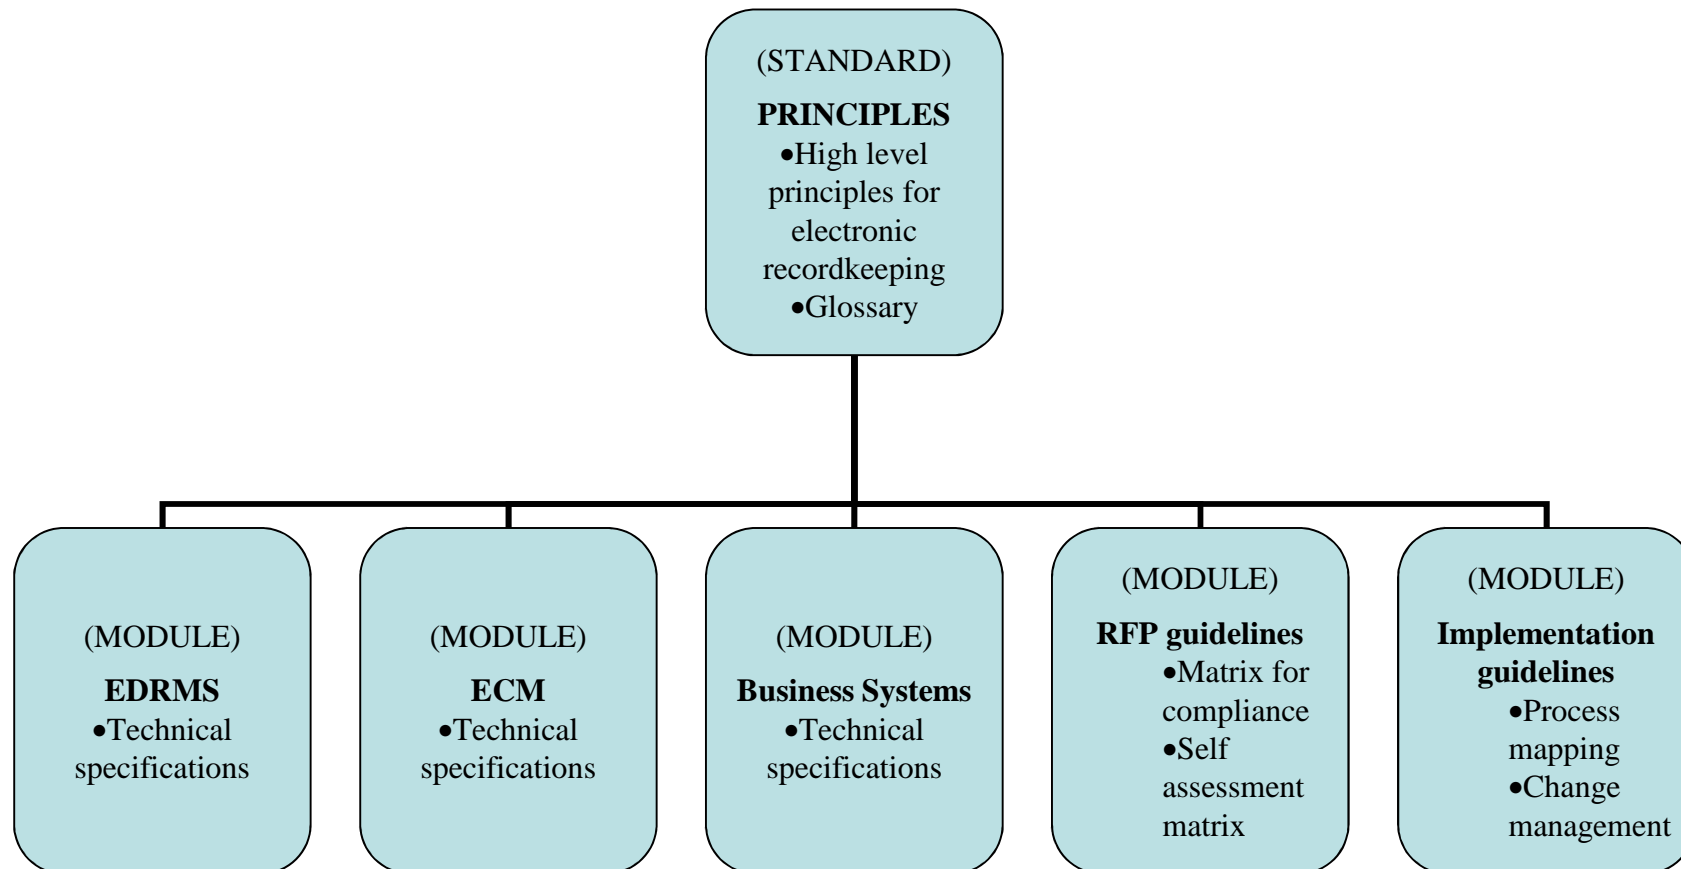 (STANDARD)
PRINCIPLES
•High level
principles for
electronic
recordkeeping
•Glossary
(MODULE)
EDRMS
•Technical
specifications
(MODULE)
ECM
•Technical
specifications
(MODULE)
Business Systems
•Technical
specifications
(MODULE)
RFP guidelines
•Matrix for
compliance
•Self
assessment
matrix
(MODULE)
Implementation
guidelines
•Process
mapping
•Change
management